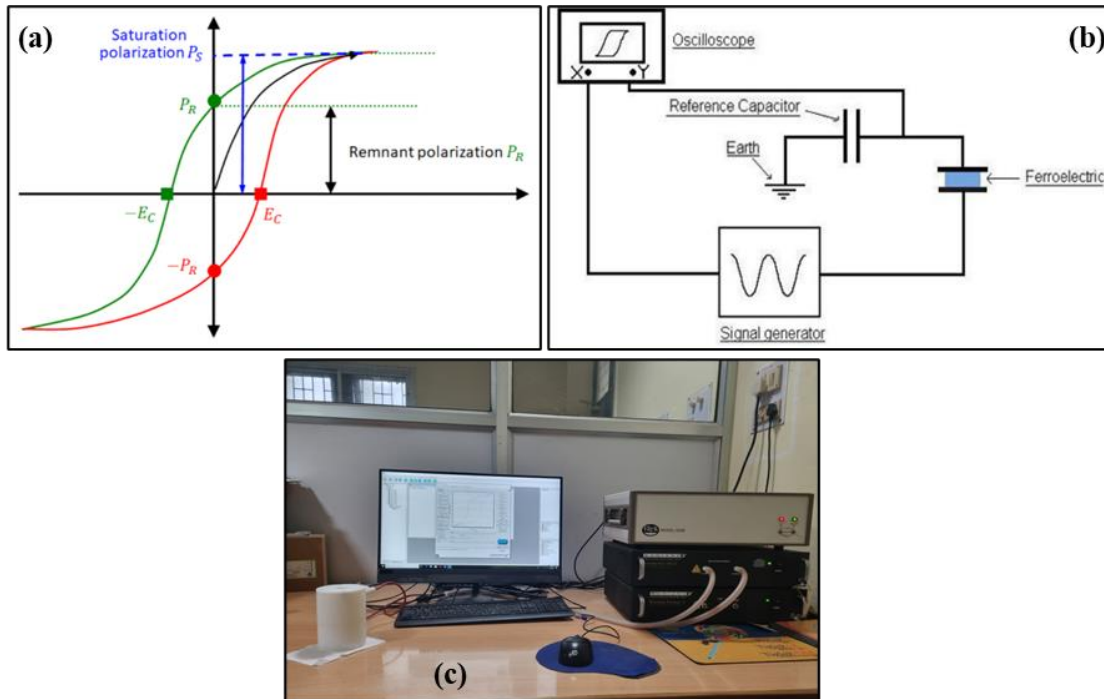 (a)
Saturation
polarization P_S
P_R
Remnant polarization P_R
−E_C
E_C
−P_R
(b)
Oscilloscope
X Y
Reference Capacitor
Earth
Ferroelectric
Signal generator
(c)